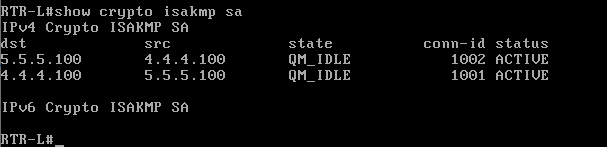 RTR-L#show crypto isakmp sa
IPv4 Crypto ISAKMP SA
dst src state conn-id status
5.5.5.100 4.4.4.100 QM_IDLE 1002 ACTIVE
4.4.4.100 5.5.5.100 QM_IDLE 1001 ACTIVE
IPv6 Crypto ISAKMP SA
RTR-L#_